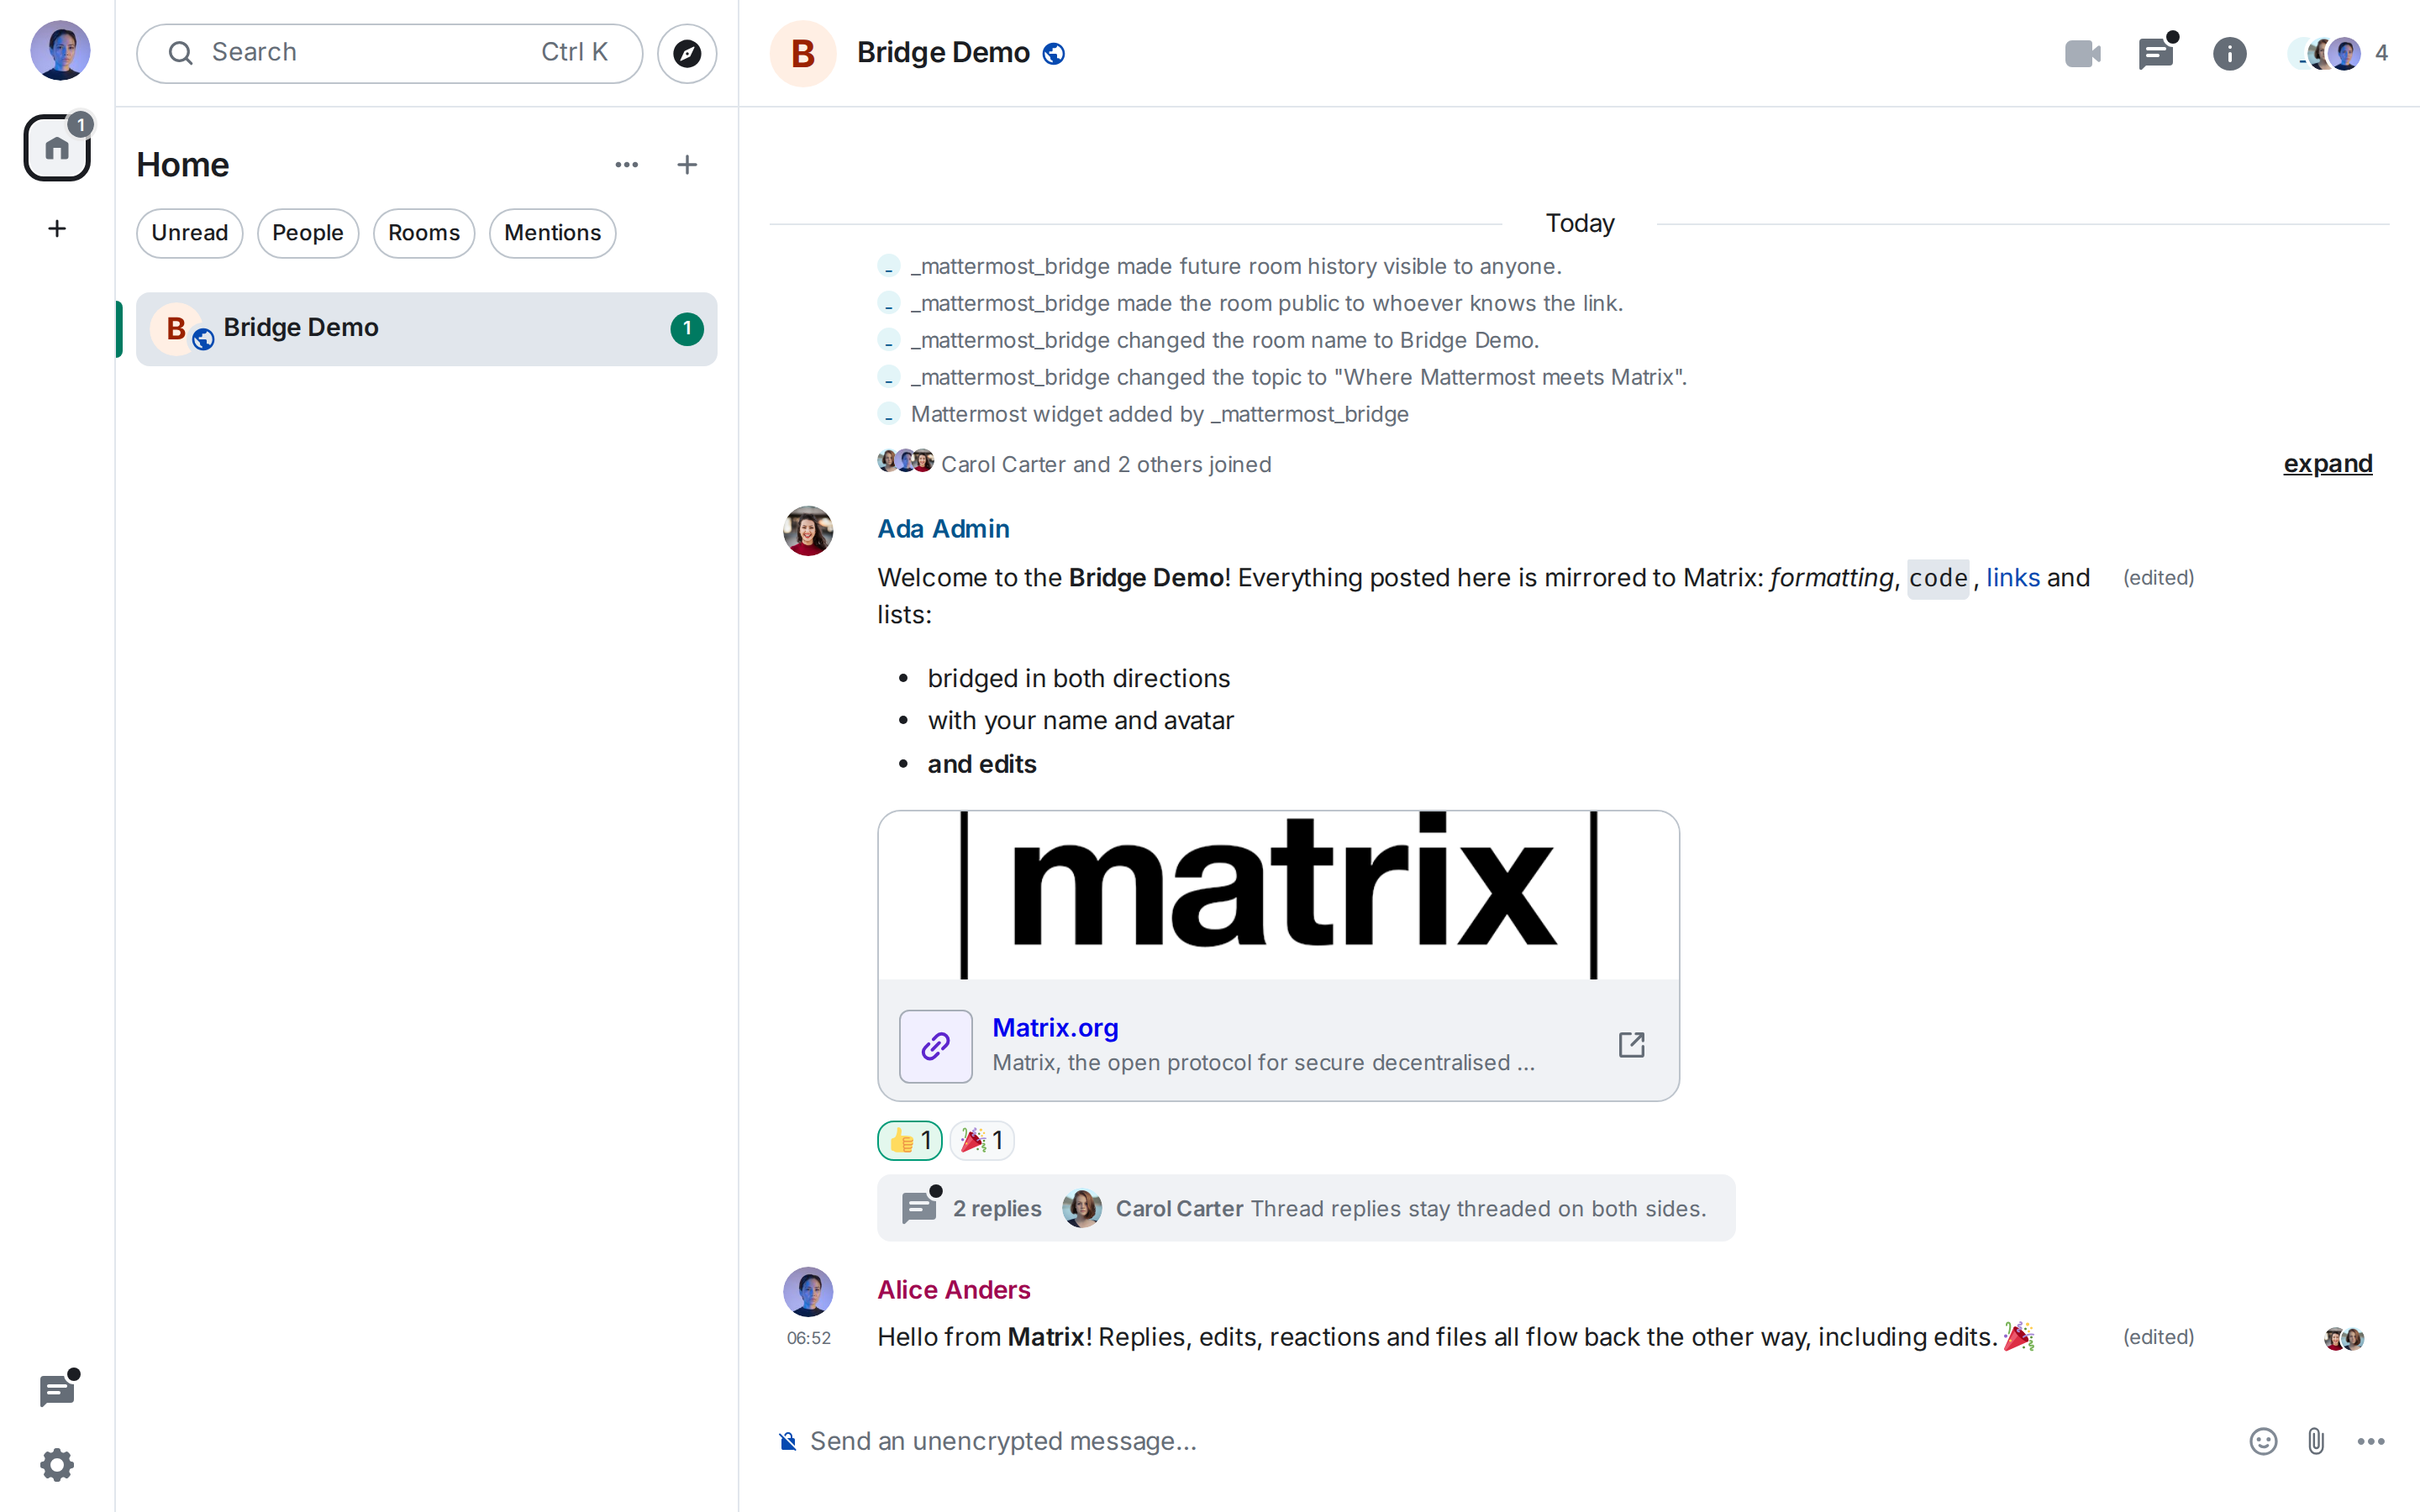 Search Ctrl K
B Bridge Demo
4
1
Home
Unread People Rooms Mentions
B Bridge Demo 1
Today
_mattermost_bridge made future room history visible to anyone.
_mattermost_bridge made the room public to whoever knows the link.
_mattermost_bridge changed the room name to Bridge Demo.
_mattermost_bridge changed the topic to "Where Mattermost meets Matrix".
Mattermost widget added by _mattermost_bridge
Carol Carter and 2 others joined expand
Ada Admin
Welcome to the Bridge Demo! Everything posted here is mirrored to Matrix: formatting, code, links and (edited)
lists:
• bridged in both directions
• with your name and avatar
• and edits
matrix
Matrix.org
Matrix, the open protocol for secure decentralised ...
👍 1 🎉 1
2 replies Carol Carter Thread replies stay threaded on both sides.
Alice Anders
06:52 Hello from Matrix! Replies, edits, reactions and files all flow back the other way, including edits. 🎉 (edited)
Send an unencrypted message...